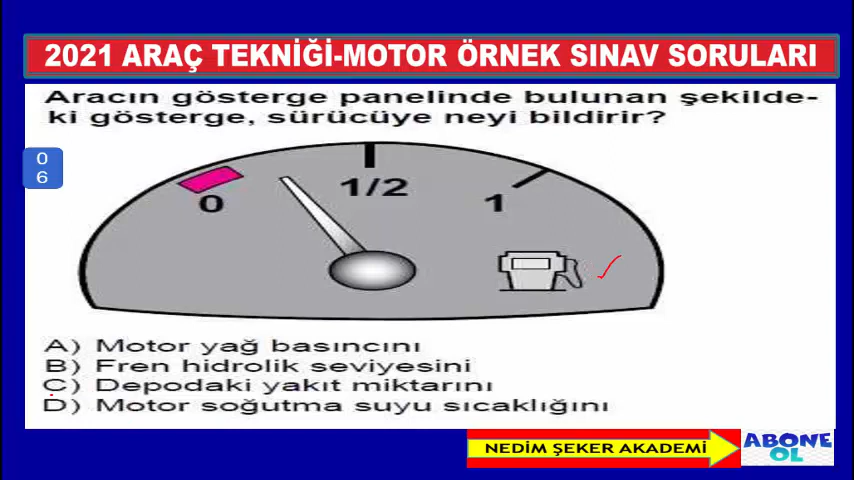 2021 ARAÇ TEKNİĞİ-MOTOR ÖRNEK SINAV SORULARI
Aracın gösterge panelinde bulunan şekilde-
ki gösterge, sürücüye neyi bildirir?
0
6
0
1/2
1
A) Motor yağ basıncını
B) Fren hidrolik seviyesini
C) Depodaki yakıt miktarını
D) Motor soğutma suyu sıcaklığını
NEDİM ŞEKER AKADEMİ
ABONE
OL